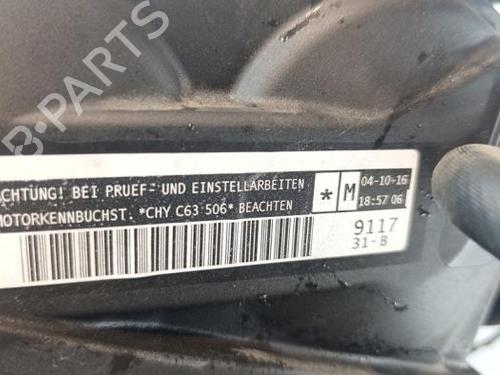 B PARTS
ACHTUNG! BEI PRUEF- UND EINSTELLARBEITEN
MOTORKENNBUCHST. *CHY C63 506* BEACHTEN
* M 04-10-16
18:57 06
9117
31-B